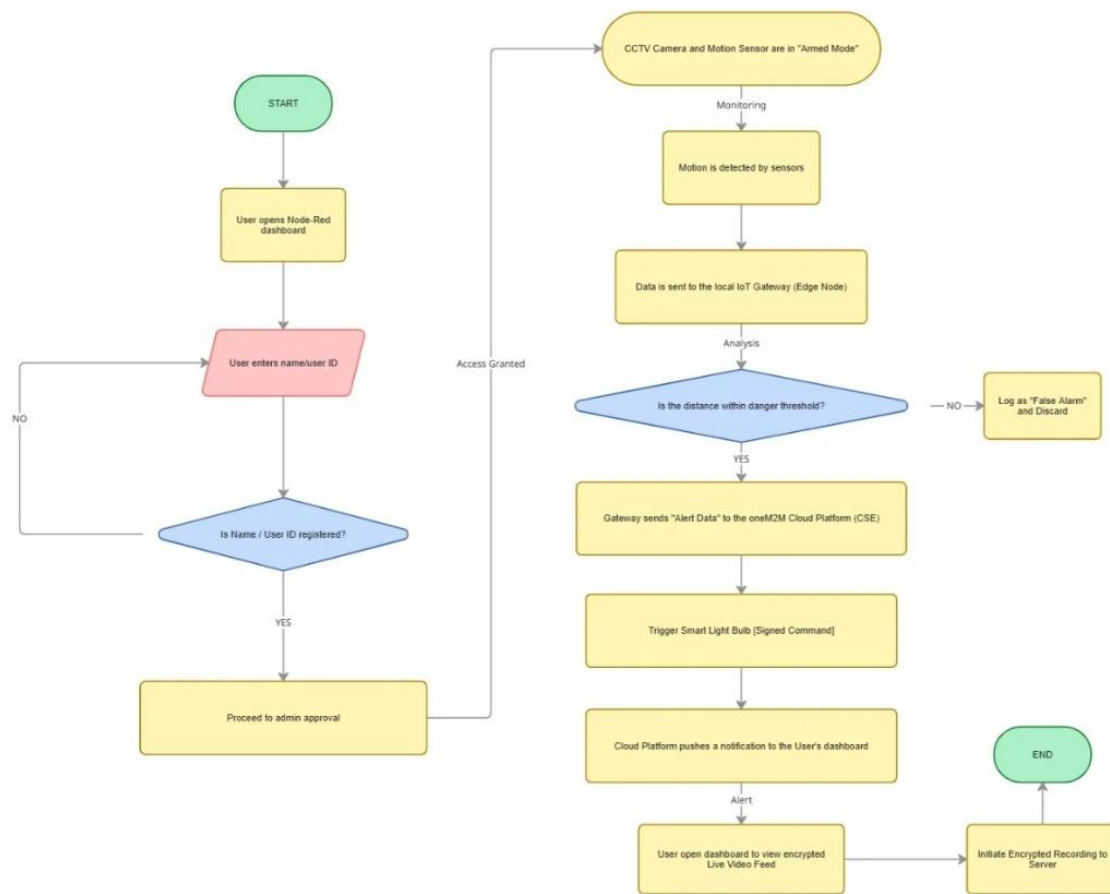 START
User opens Node-Red
dashboard
User enters name/user ID
NO
Is Name / User ID registered?
YES
Proceed to admin approval
Access Granted
CCTV Camera and Motion Sensor are in "Armed Mode"
Monitoring
Motion is detected by sensors
Data is sent to the local IoT Gateway (Edge Node)
Analysis
Is the distance within danger threshold?
NO
Log as "False Alarm"
and Discard
YES
Gateway sends "Alert Data" to the oneM2M Cloud Platform (CSE)
Trigger Smart Light Bulb [Signed Command]
Cloud Platform pushes a notification to the User's dashboard
Alert
User open dashboard to view encrypted
Live Video Feed
Initiate Encrypted Recording to
Server
END